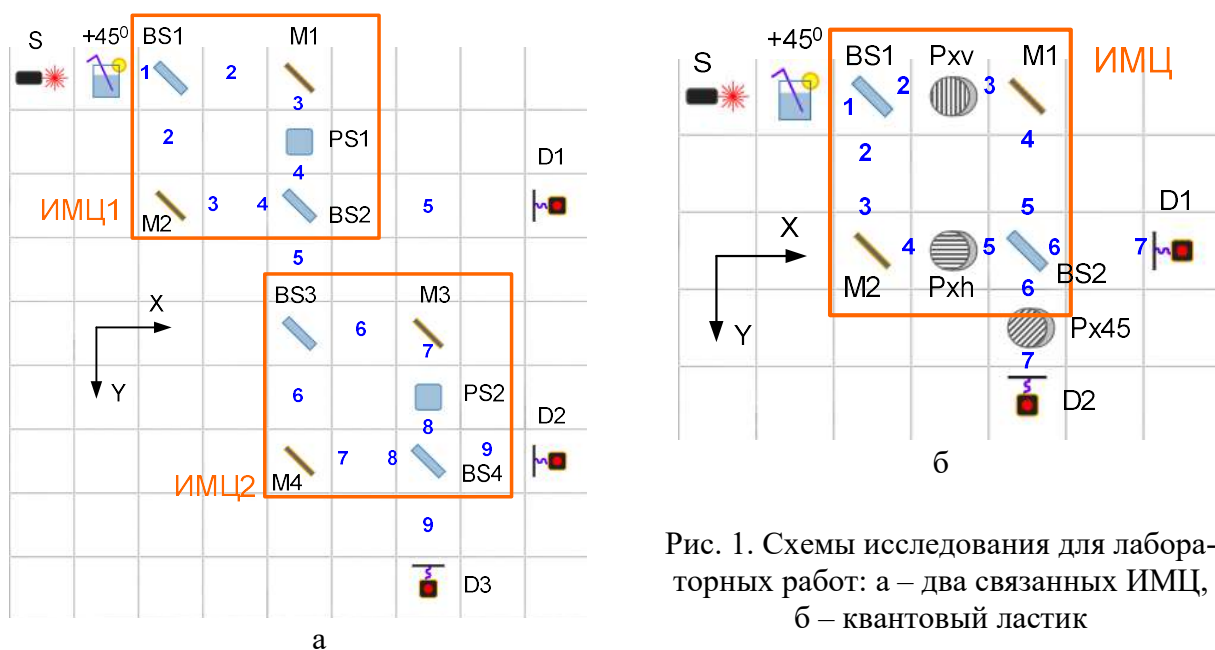 S +45⁰ BS1 M1
1 2
3
2 PS1
4 D1
ИМЦ1 3 4 5
M2 BS2
5
BS3 M3
X 6
7
6 PS2
Y 8 D2
7 8 9
ИМЦ2 M4 BS4
9
D3
а
S +45⁰ BS1 Pxv M1 ИМЦ
1 2 3
2 4
3 5 D1
X 4 5 6 7
M2 Pxh BS2
6
Y Px45
7
D2
б
Рис. 1. Схемы исследования для лабора-
торных работ: а – два связанных ИМЦ,
б – квантовый ластик